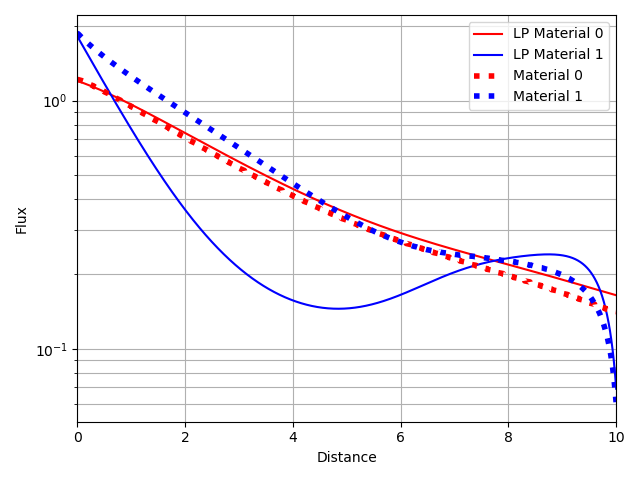 LP Material 0
LP Material 1
Material 0
Material 1
10⁰
10⁻¹
Flux
0 2 4 6 8 10
Distance